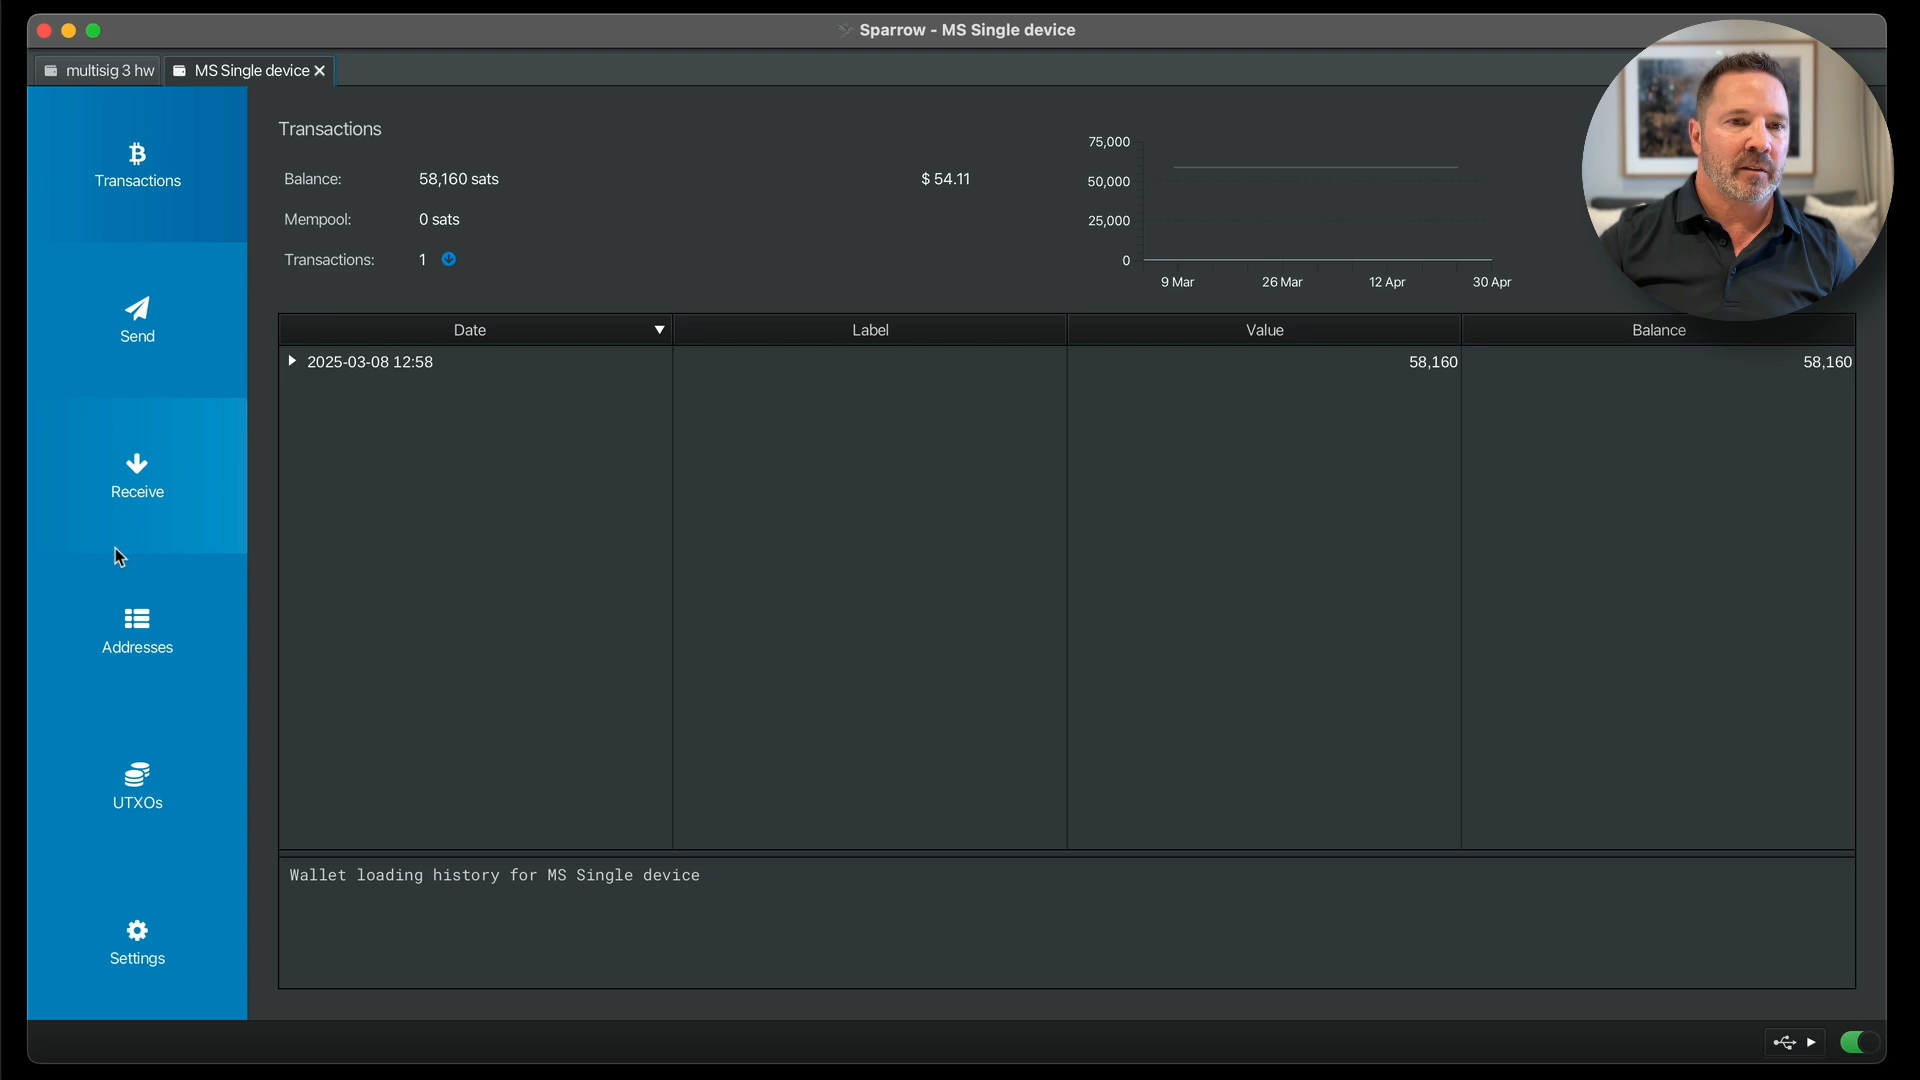 Sparrow - MS Single device
multisig 3 hw
MS Single device
Transactions
Send
Receive
Addresses
UTXOs
Settings
Transactions
Balance: 58,160 sats $ 54.11
Mempool: 0 sats
Transactions: 1
75,000
50,000
25,000
0
9 Mar 26 Mar 12 Apr 30 Apr
Date Label Value Balance
2025-03-08 12:58 58,160 58,160
Wallet loading history for MS Single device